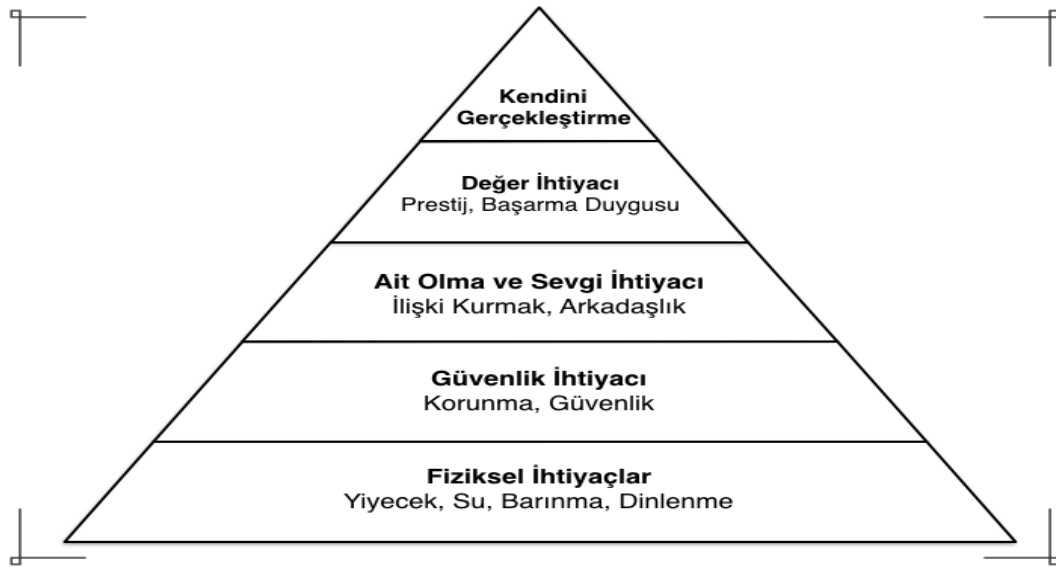 Kendini
Gerçekleştirme
Değer İhtiyacı
Prestij, Başarma Duygusu
Ait Olma ve Sevgi İhtiyacı
İlişki Kurmak, Arkadaşlık
Güvenlik İhtiyacı
Korunma, Güvenlik
Fiziksel İhtiyaçlar
Yiyecek, Su, Barınma, Dinlenme